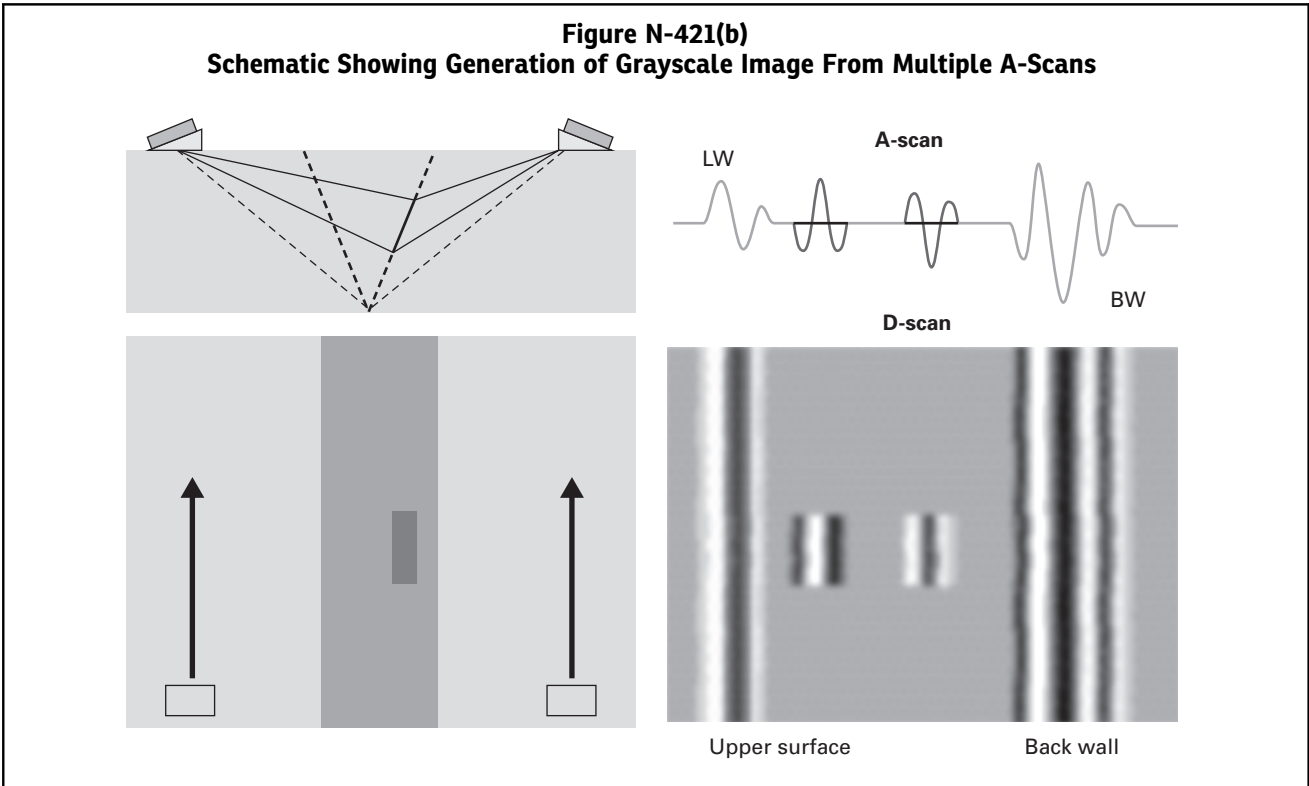 Figure N-421(b)
Schematic Showing Generation of Grayscale Image From Multiple A-Scans
A-scan
LW
BW
D-scan
Upper surface
Back wall